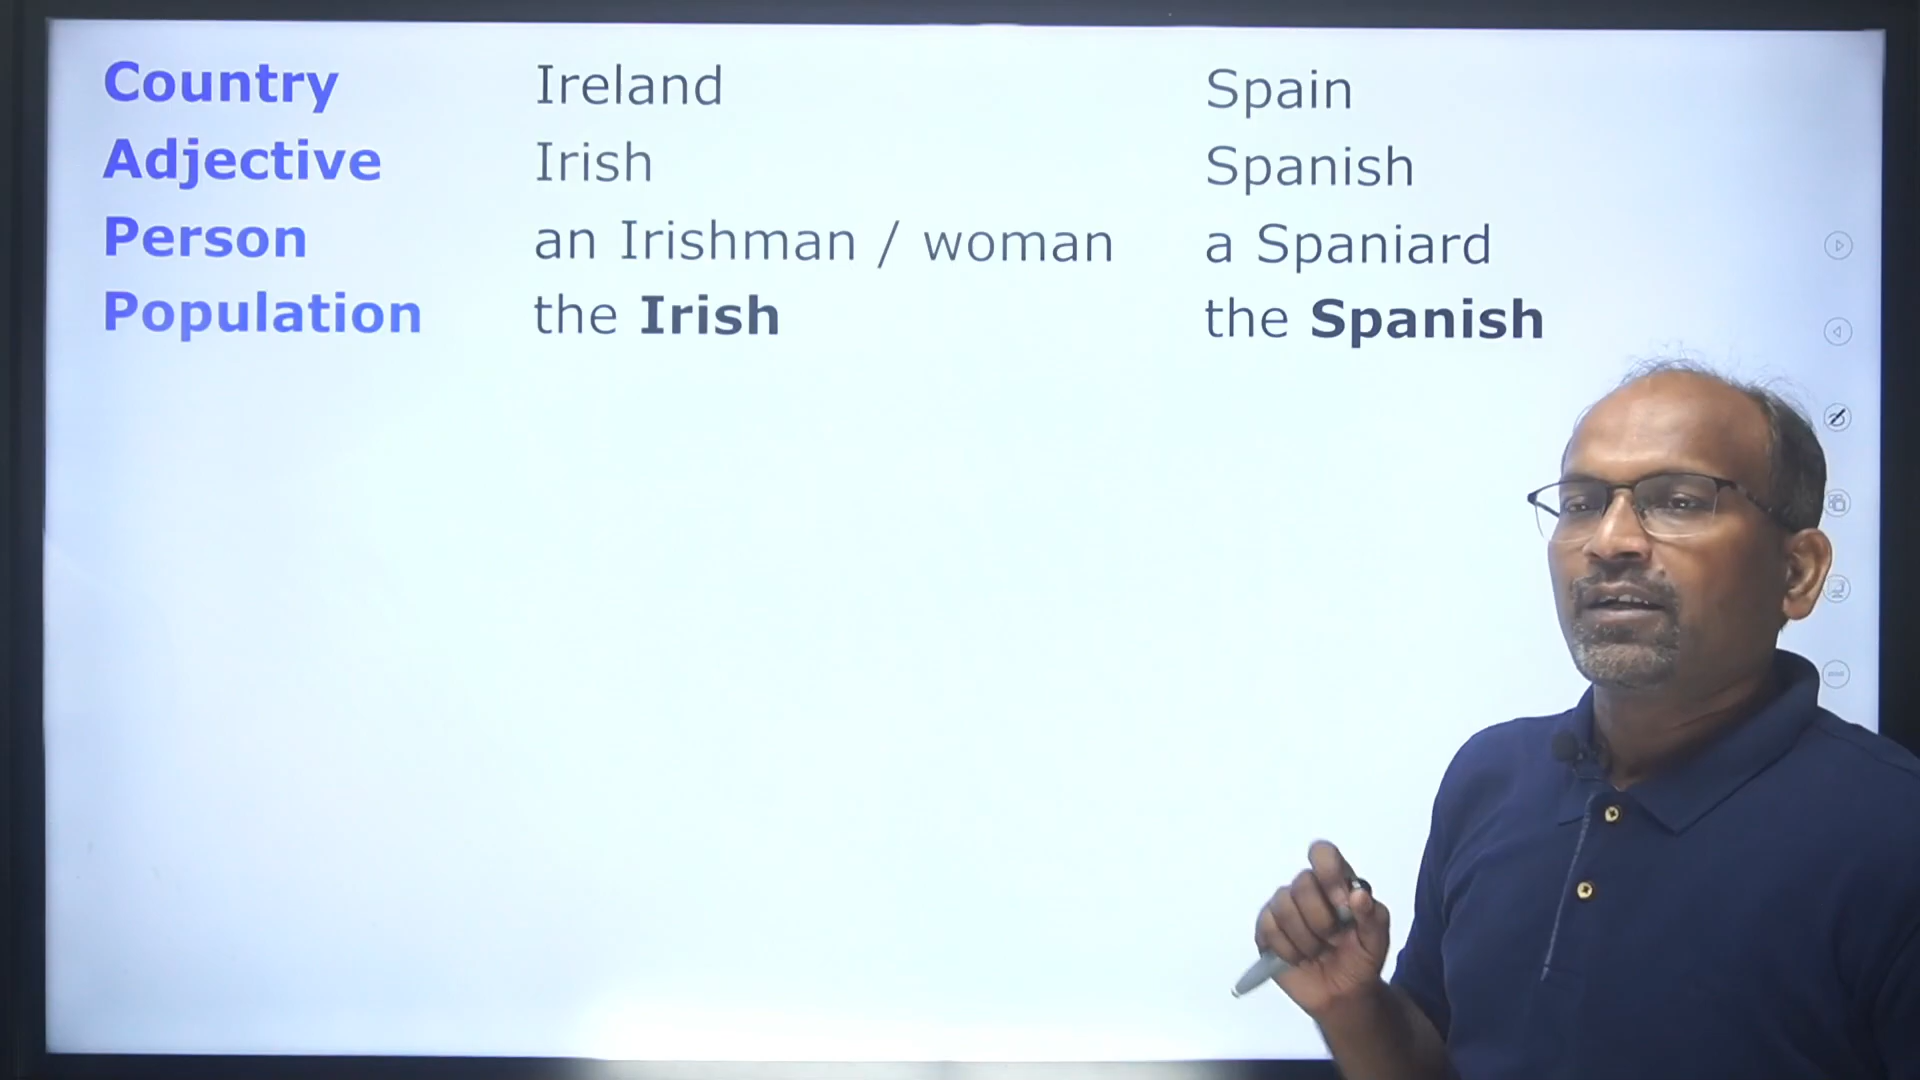 Country Ireland Spain
Adjective Irish Spanish
Person an Irishman / woman a Spaniard
Population the Irish the Spanish